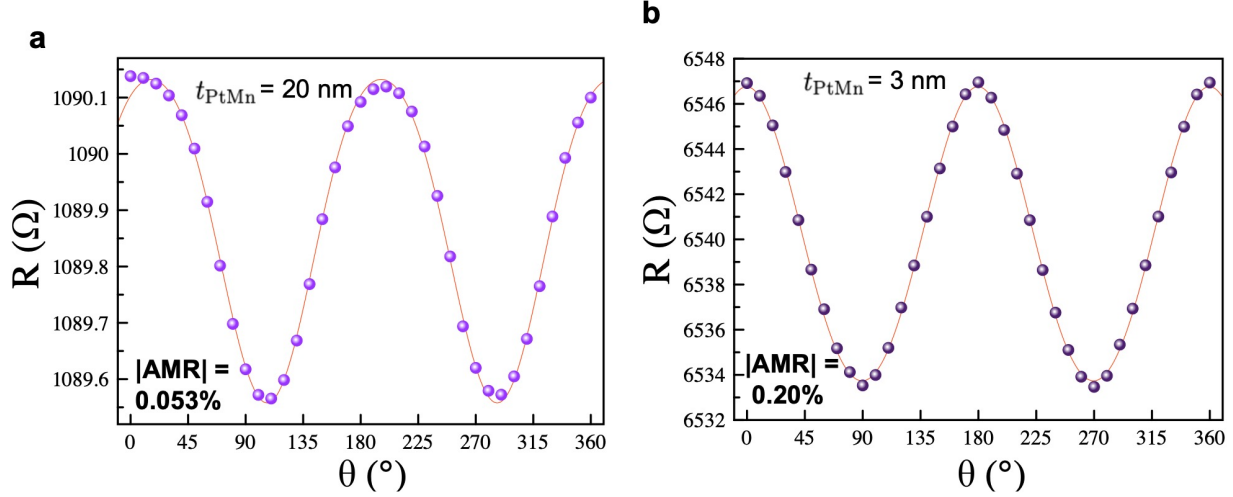 a
t_PtMn = 20 nm
R (Ω)
1090.1
1090
1089.9
1089.8
1089.7
1089.6
|AMR| =
0.053%
0 45 90 135 180 225 270 315 360
θ (°)
b
t_PtMn = 3 nm
R (Ω)
6548
6546
6544
6542
6540
6538
6536
6534
6532
|AMR| =
0.20%
0 45 90 135 180 225 270 315 360
θ (°)